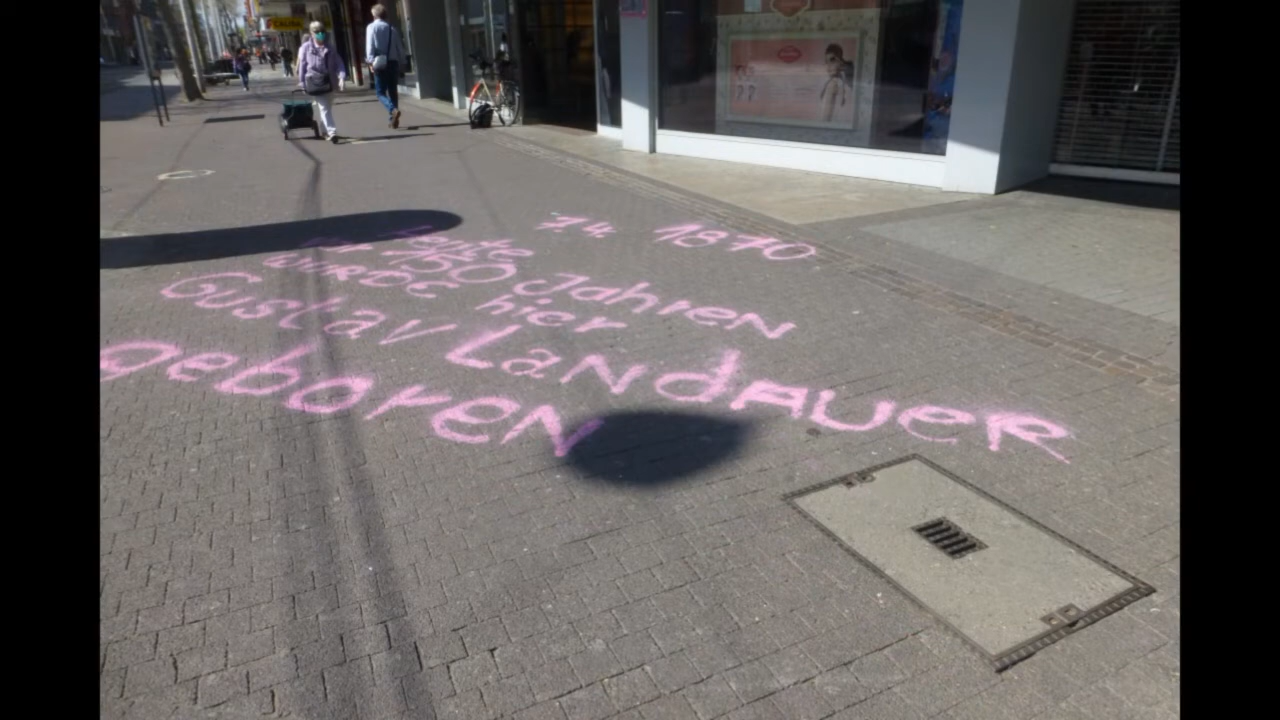 7.4. 1870
Heute
vor 150 Jahren
wurde hier
Gustav Landauer
geboren